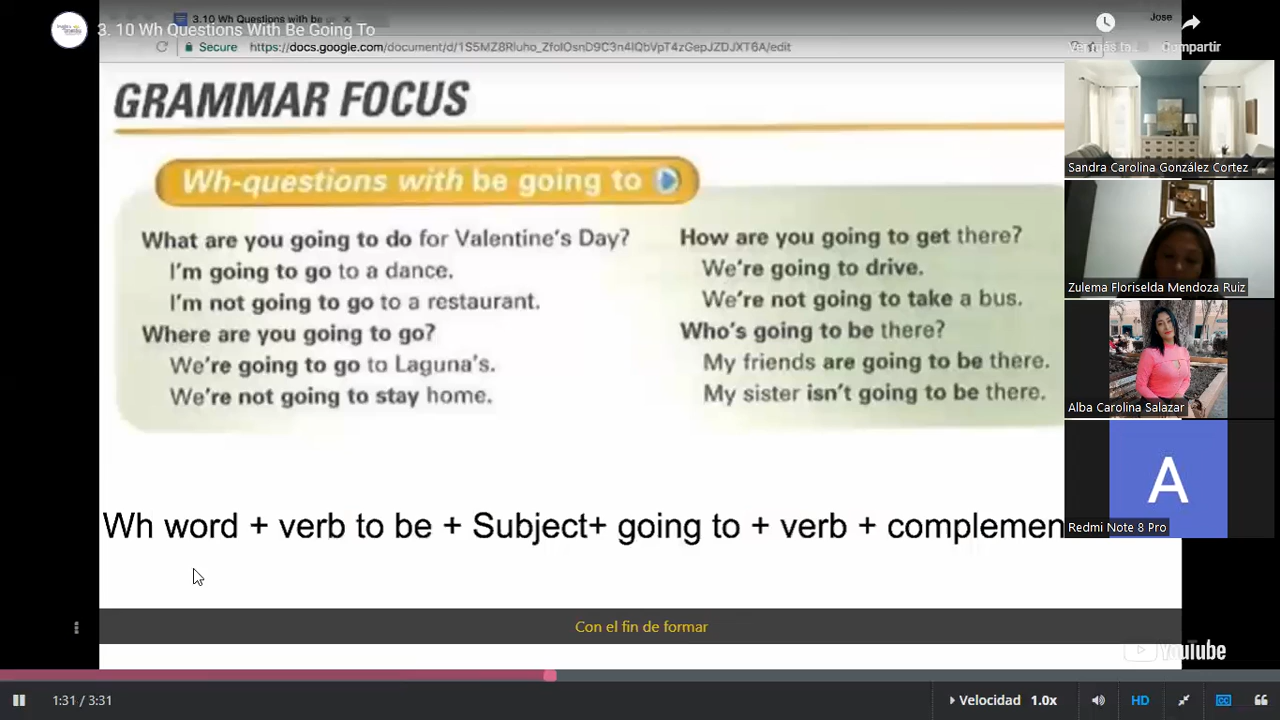 3.10 Wh Questions with be
Jose
3. 10 Wh Questions With Be Going To
Secure https://docs.google.com/document/d/1S5MZ8Rluho_ZfoIOsnD9C3n4IQbVpT4zGepJZDJXT6A/edit
Compartir
GRAMMAR FOCUS
Wh-questions with be going to
What are you going to do for Valentine's Day?
I'm going to go to a dance.
I'm not going to go to a restaurant.
Where are you going to go?
We're going to go to Laguna's.
We're not going to stay home.
How are you going to get there?
We're going to drive.
We're not going to take a bus.
Who's going to be there?
My friends are going to be there.
My sister isn't going to be there.
Wh word + verb to be + Subject+ going to + verb + complemen
Sandra Carolina González Cortez
Zulema Floriselda Mendoza Ruiz
Alba Carolina Salazar
A
Redmi Note 8 Pro
Con el fin de formar
YouTube
1:31 / 3:31
Velocidad 1.0x
HD